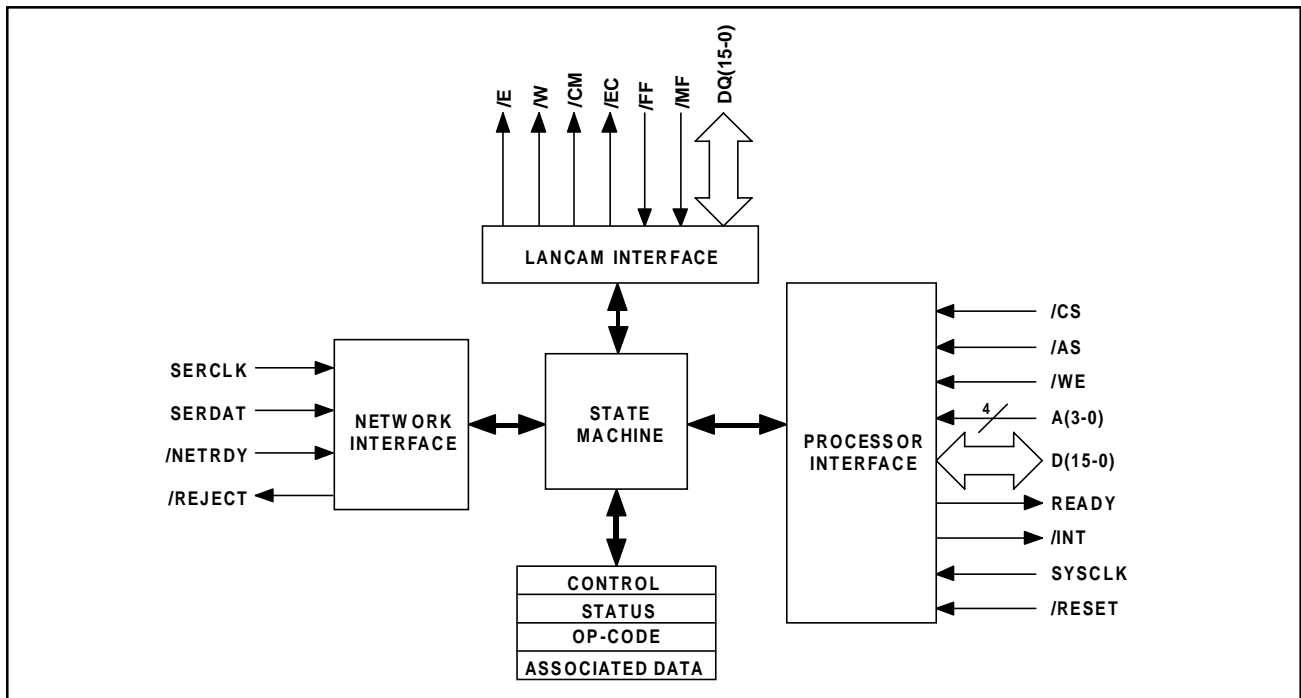 /E
/W
/CM
/EC
/FF
/MF
DQ(15-0)
LANCAM INTERFACE
SERCLK
SERDAT
/NETRDY
/REJECT
NETWORK
INTERFACE
STATE
MACHINE
PROCESSOR
INTERFACE
/CS
/AS
/WE
4
A(3-0)
D(15-0)
READY
/INT
SYSCLK
/RESET
CONTROL
STATUS
OP-CODE
ASSOCIATED DATA